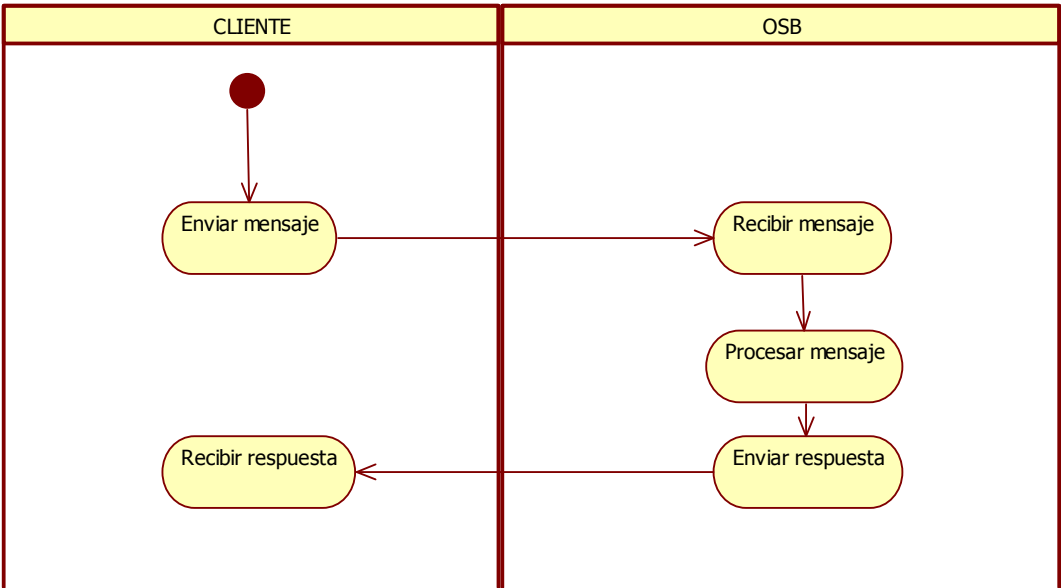 CLIENTE
OSB
Enviar mensaje
Recibir mensaje
Procesar mensaje
Recibir respuesta
Enviar respuesta